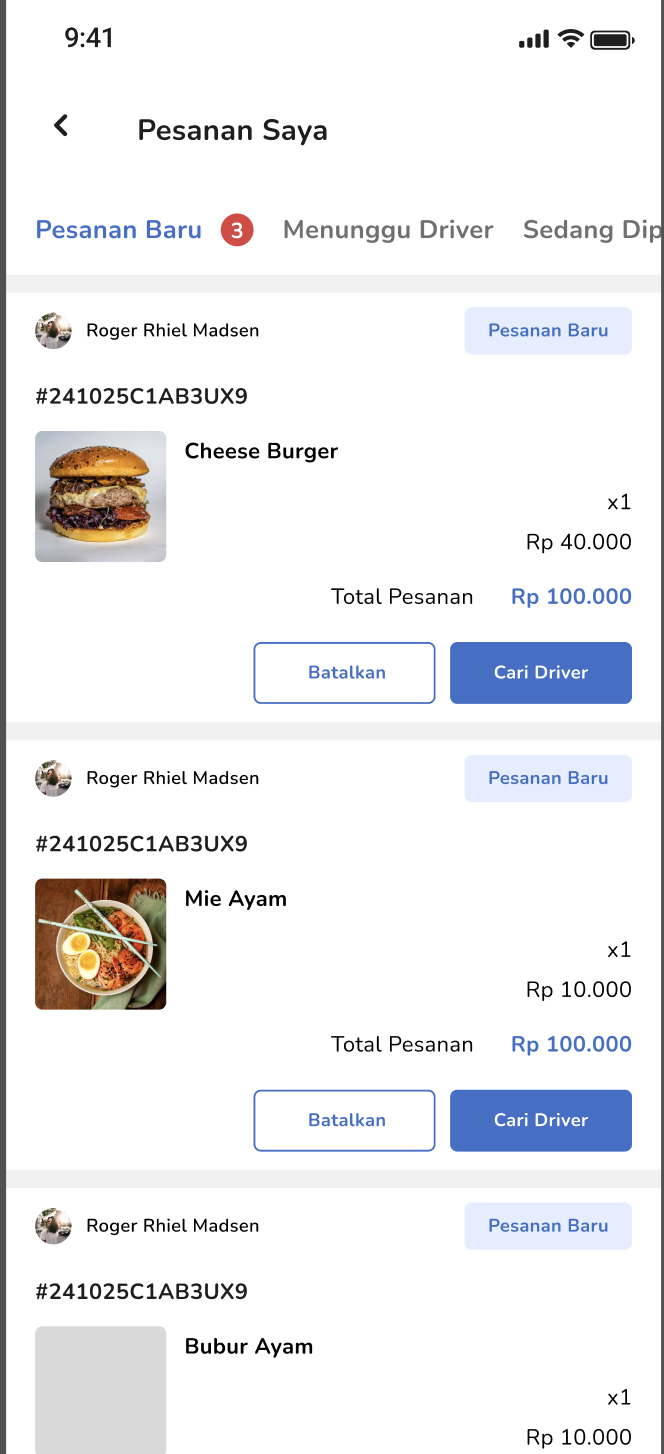 9:41
Pesanan Saya
Pesanan Baru 3 Menunggu Driver Sedang Dip
Roger Rhiel Madsen Pesanan Baru
#241025C1AB3UX9
Cheese Burger
x1
Rp 40.000
Total Pesanan Rp 100.000
Batalkan Cari Driver
Roger Rhiel Madsen Pesanan Baru
#241025C1AB3UX9
Mie Ayam
x1
Rp 10.000
Total Pesanan Rp 100.000
Batalkan Cari Driver
Roger Rhiel Madsen Pesanan Baru
#241025C1AB3UX9
Bubur Ayam
x1
Rp 10.000